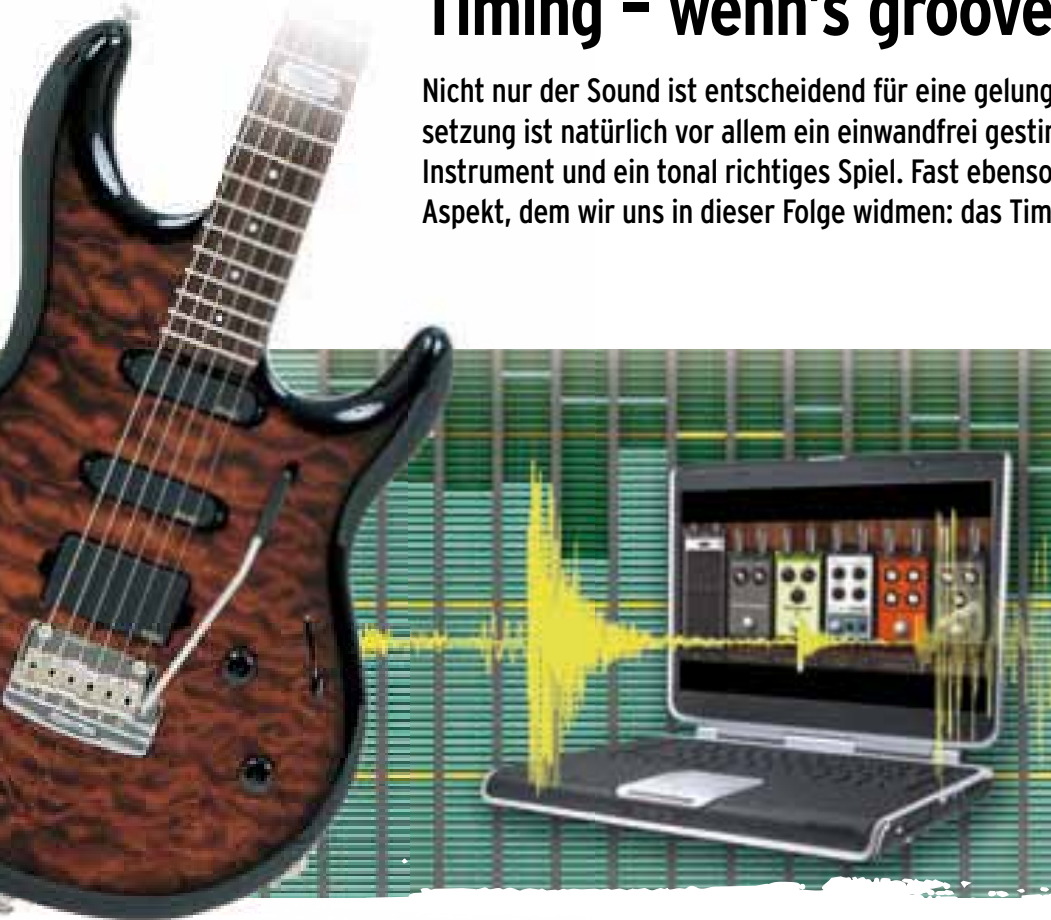 Timing – wenn's groove
Nicht nur der Sound ist entscheidend für eine gelung
setzung ist natürlich vor allem ein einwandfrei gestin
Instrument und ein tonal richtiges Spiel. Fast ebenso
Aspekt, dem wir uns in dieser Folge widmen: das Tim